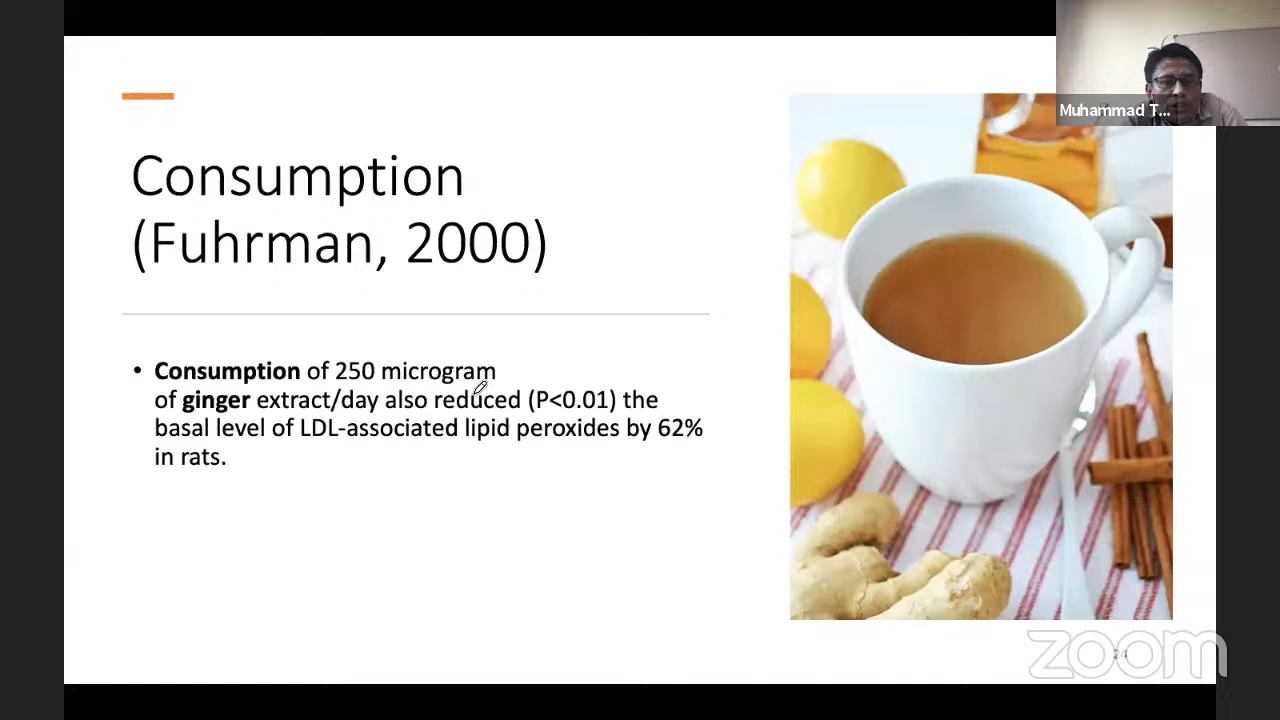 Muhammad T...
Consumption
(Fuhrman, 2000)
• Consumption of 250 microgram
of ginger extract/day also reduced (P<0.01) the
basal level of LDL-associated lipid peroxides by 62%
in rats.
24
zoom